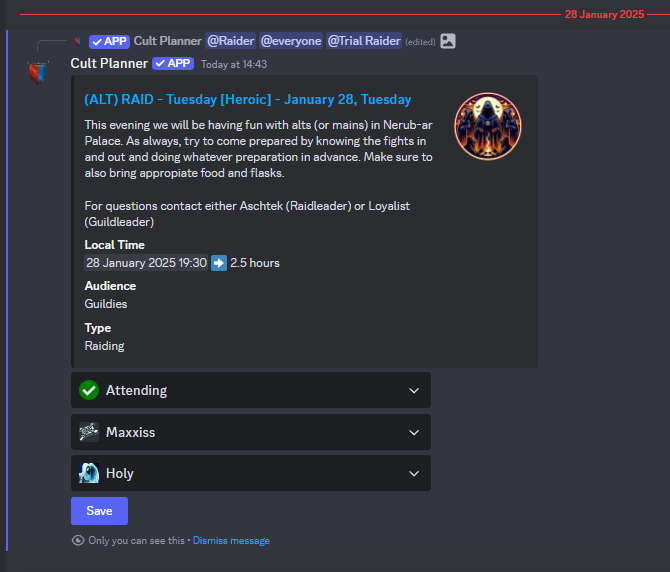 28 January 2025
APP Cult Planner @Raider @everyone @Trial Raider (edited)
Cult Planner APP Today at 14:43
(ALT) RAID - Tuesday [Heroic] - January 28, Tuesday
This evening we will be having fun with alts (or mains) in Nerub-ar
Palace. As always, try to come prepared by knowing the fights in
and out and doing whatever preparation in advance. Make sure to
also bring appropiate food and flasks.
For questions contact either Aschtek (Raidleader) or Loyalist
(Guildleader)
Local Time
28 January 2025 19:30 ➡ 2.5 hours
Audience
Guildies
Type
Raiding
Attending
Maxxiss
Holy
Save
Only you can see this • Dismiss message